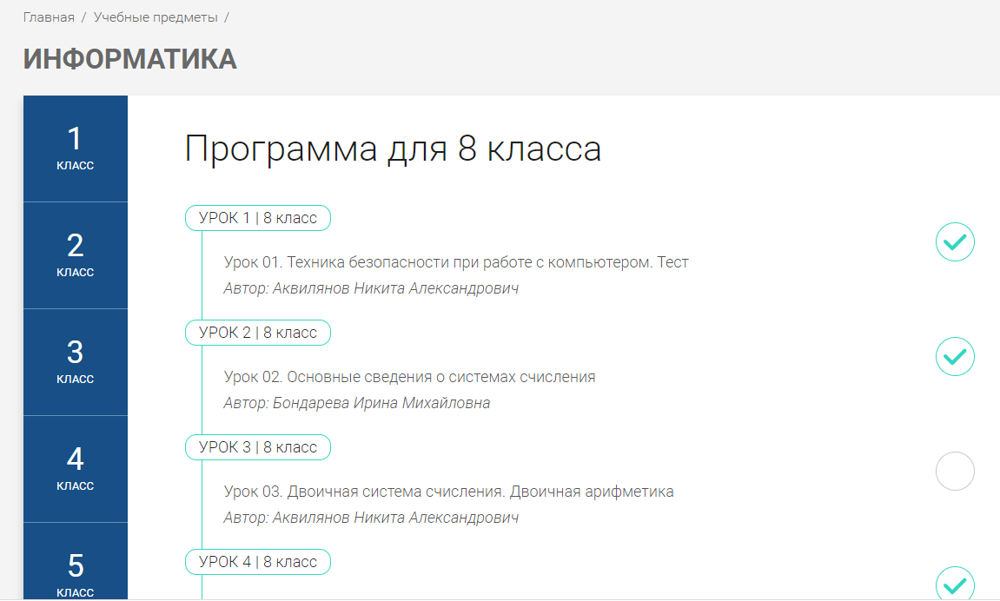 Главная / Учебные предметы /
ИНФОРМАТИКА
1
КЛАСС
2
КЛАСС
3
КЛАСС
4
КЛАСС
5
КЛАСС
Программа для 8 класса
УРОК 1 | 8 класс
Урок 01. Техника безопасности при работе с компьютером. Тест
Автор: Аквилянов Никита Александрович
УРОК 2 | 8 класс
Урок 02. Основные сведения о системах счисления
Автор: Бондарева Ирина Михайловна
УРОК 3 | 8 класс
Урок 03. Двоичная система счисления. Двоичная арифметика
Автор: Аквилянов Никита Александрович
УРОК 4 | 8 класс